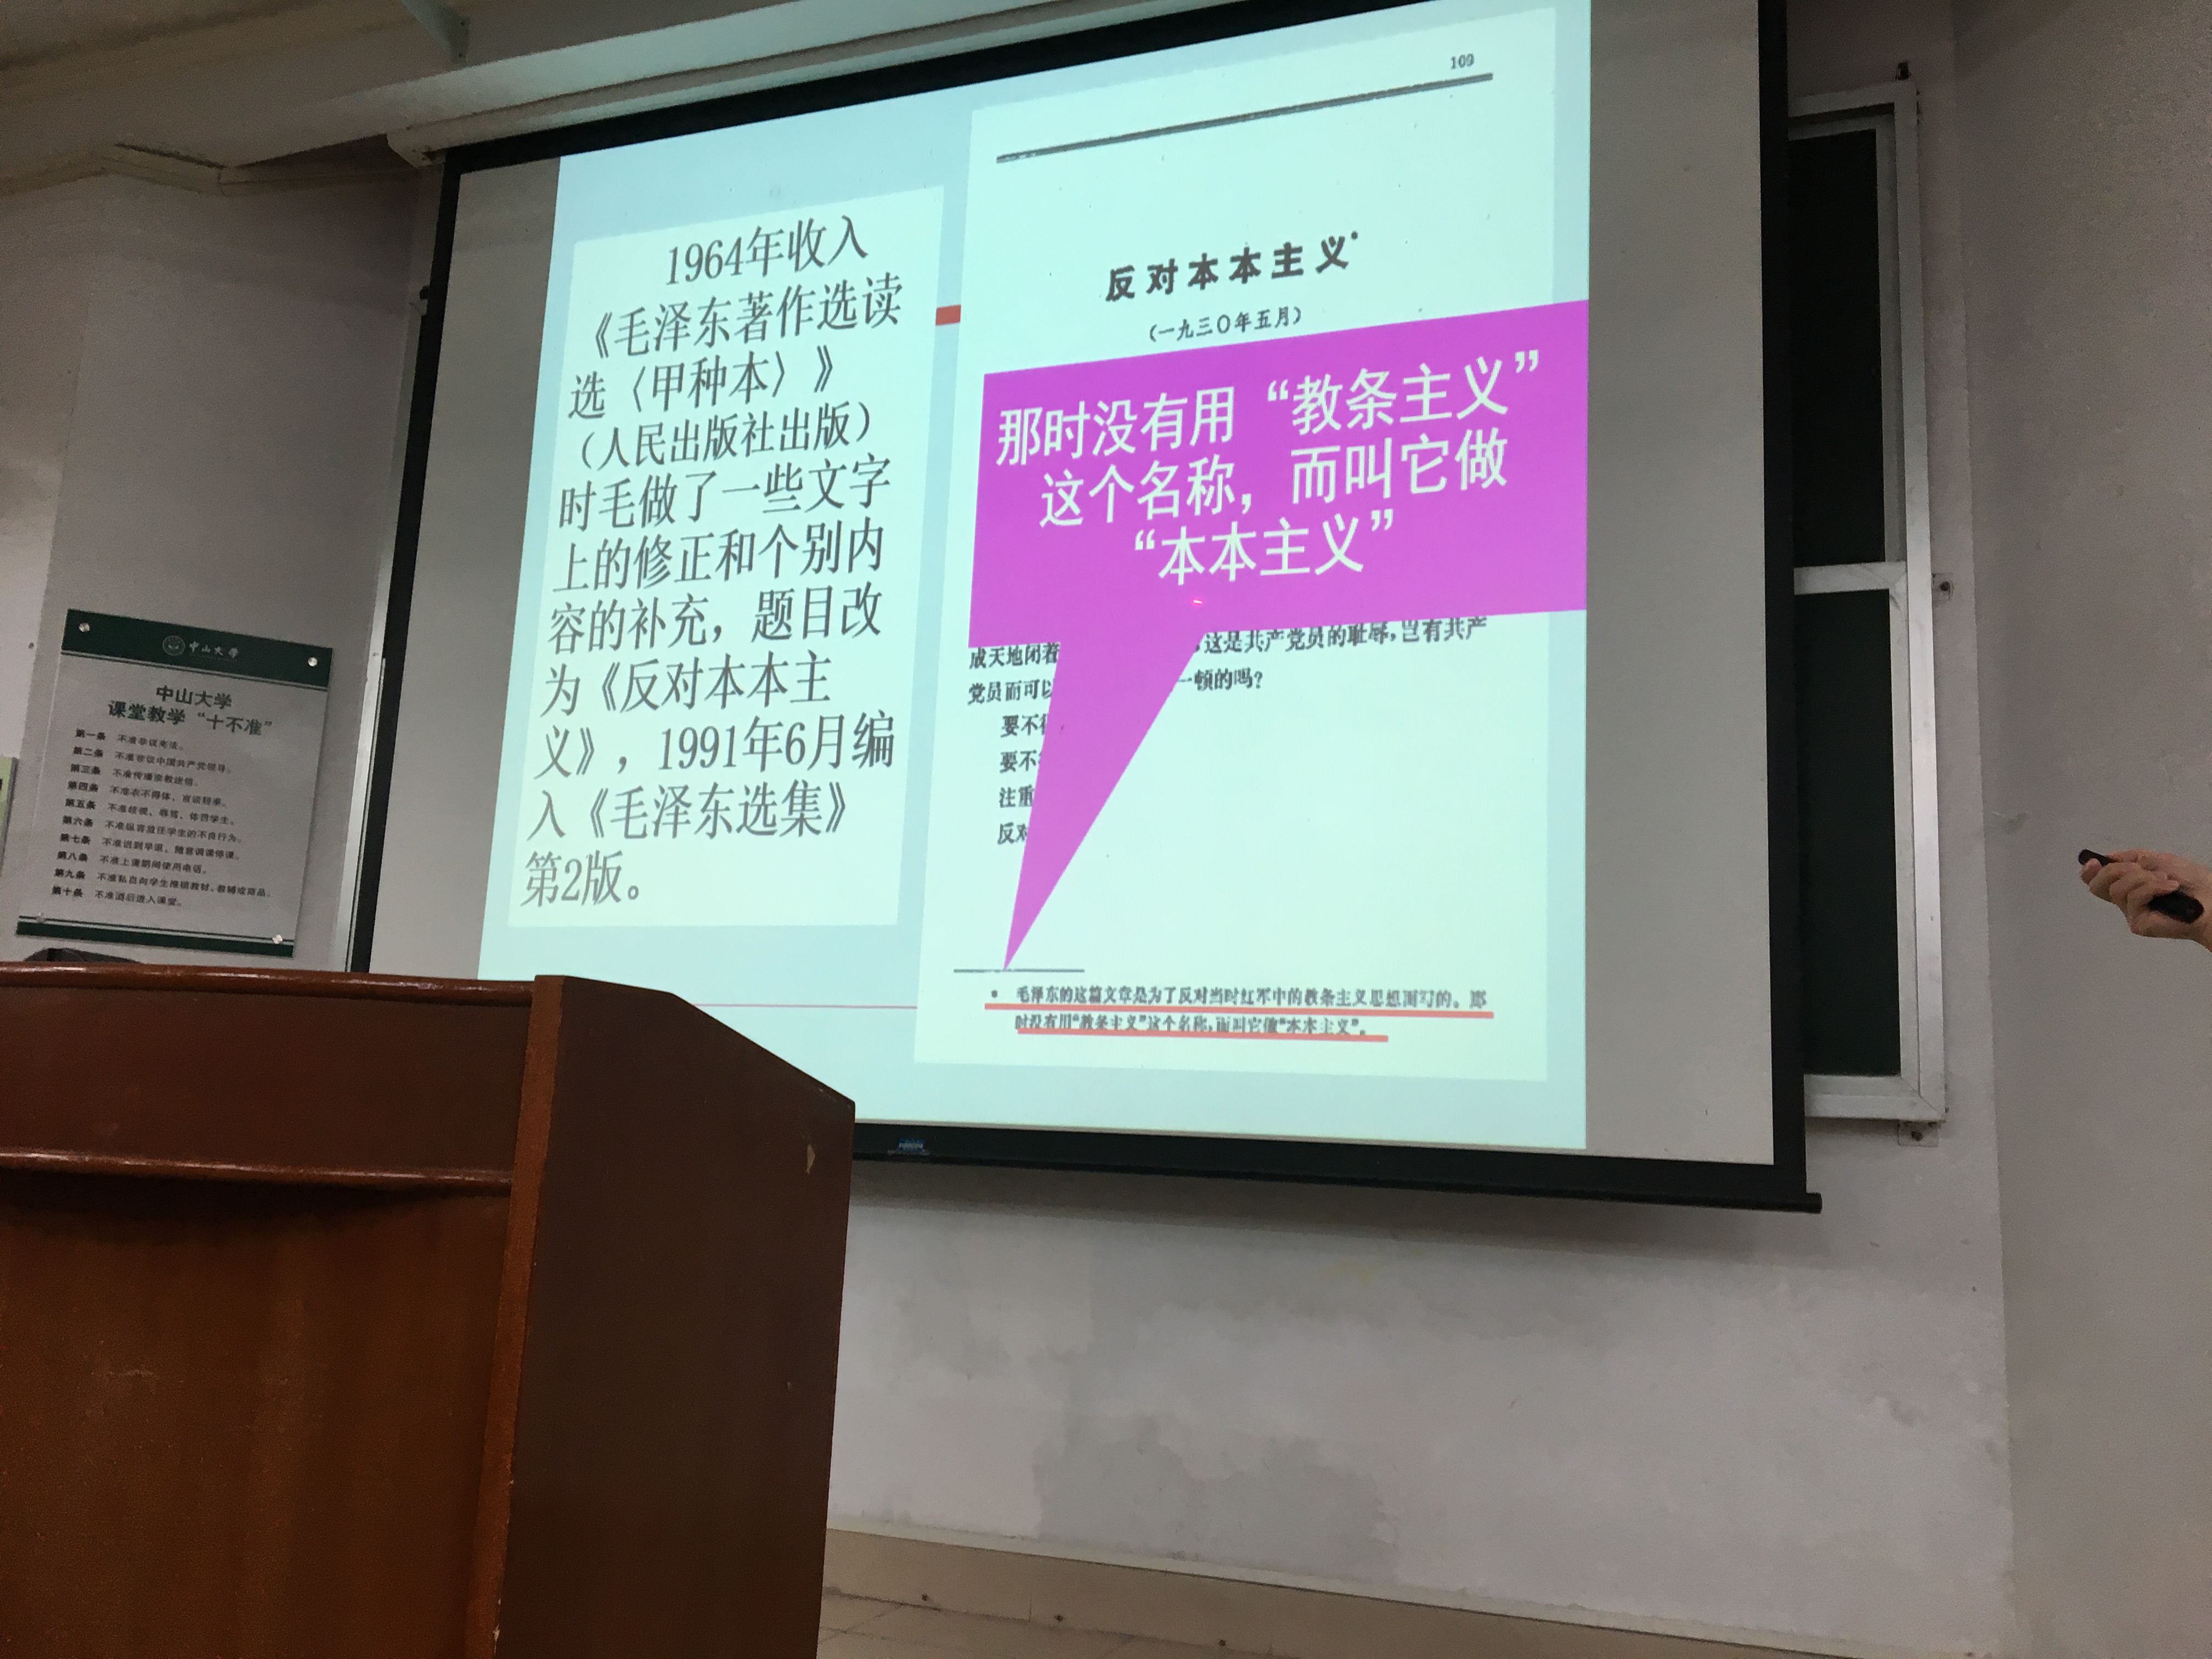 1964年收入
《毛泽东著作选读
选〈甲种本〉》
（人民出版社出版）
时毛做了一些文字
上的修正和个别内
容的补充，题目改
为《反对本本主
义》，1991年6月编
入《毛泽东选集》
第2版。
109
反对本本主义*
（一九三〇年五月）
那时没有用“教条主义”
这个名称，而叫它做
“本本主义”
成天地闭着
这是共产党员的耻辱，岂有共产
党员而可以
一顿的吗？
要不得
要不得
注重
反对
* 毛泽东的这篇文章是为了反对当时红军中的教条主义思想而写的。那
时没有用“教条主义”这个名称，而叫它做“本本主义”。
中山大学
中山大学
课堂教学“十不准”
第一条 不准非议宪法。
第二条 不准非议中国共产党领导。
第三条 不准传播宗教迷信。
第四条 不准衣不得体、言谈轻率。
第五条 不准歧视、辱骂、体罚学生。
第六条 不准纵容放任学生的不良行为。
第七条 不准迟到早退、随意调课停课。
第八条 不准上课期间使用电话。
第九条 不准私自向学生推销教材、教辅或商品。
第十条 不准酒后进入课堂。